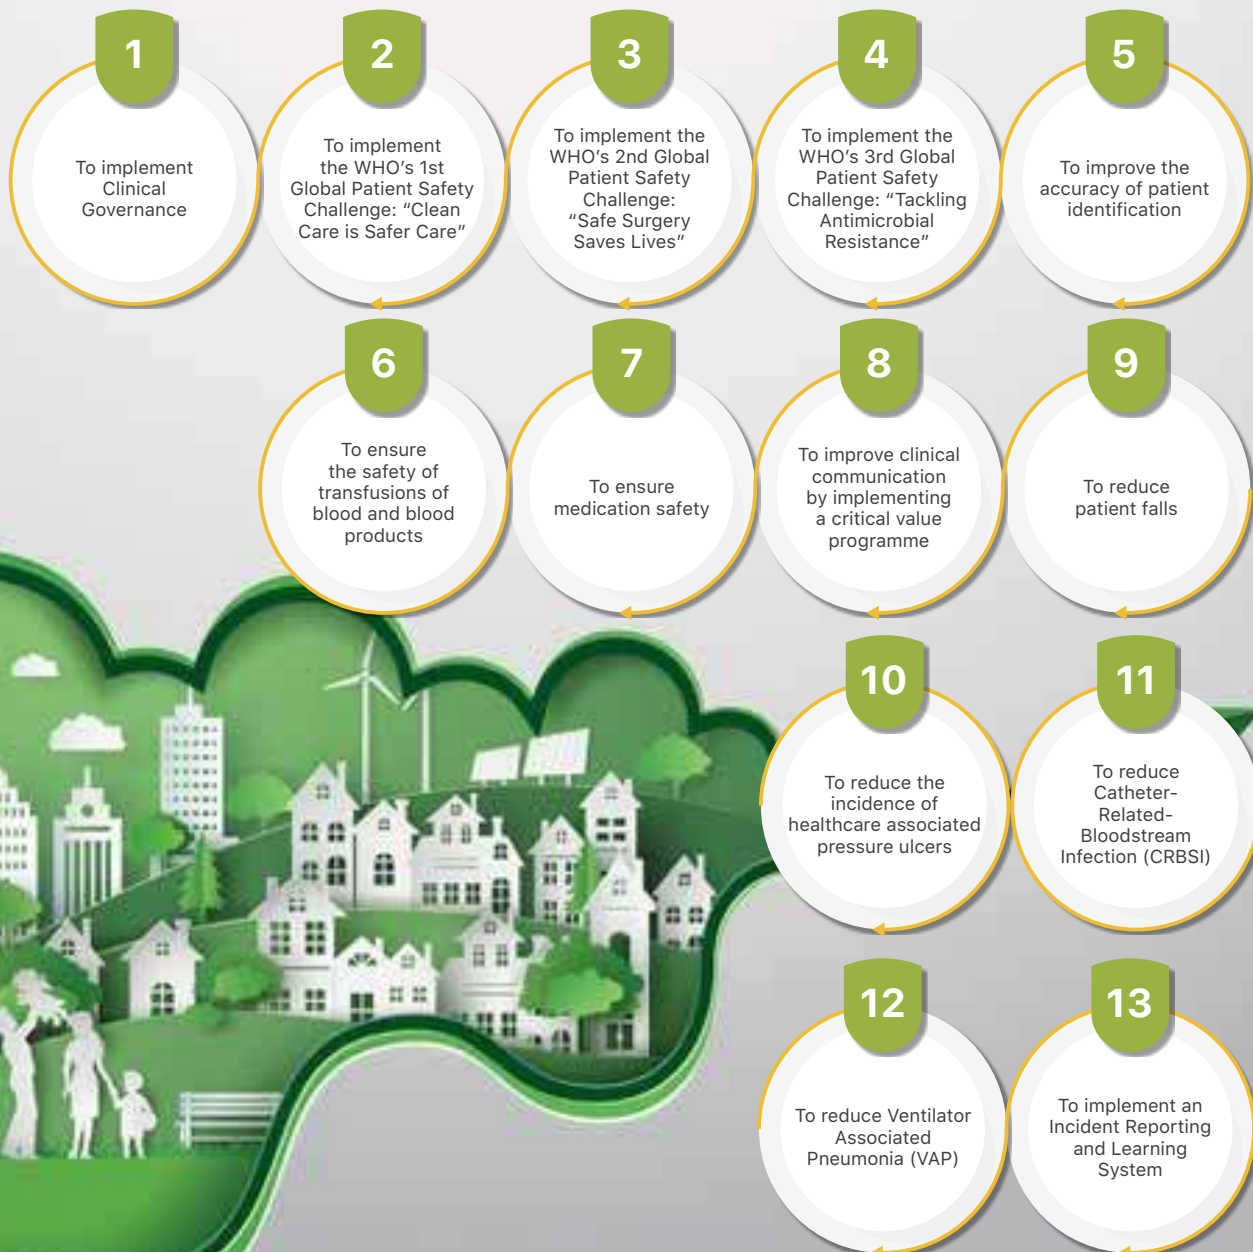 1
To implement
Clinical
Governance
2
To implement
the WHO’s 1st
Global Patient Safety
Challenge: “Clean
Care is Safer Care”
3
To implement the
WHO’s 2nd Global
Patient Safety
Challenge:
“Safe Surgery
Saves Lives”
4
To implement the
WHO’s 3rd Global
Patient Safety
Challenge: “Tackling
Antimicrobial
Resistance”
5
To improve the
accuracy of patient
identification
6
To ensure
the safety of
transfusions of
blood and blood
products
7
To ensure
medication safety
8
To improve clinical
communication
by implementing
a critical value
programme
9
To reduce
patient falls
10
To reduce the
incidence of
healthcare associated
pressure ulcers
11
To reduce
Catheter-
Related-
Bloodstream
Infection (CRBSI)
12
To reduce Ventilator
Associated
Pneumonia (VAP)
13
To implement an
Incident Reporting
and Learning
System